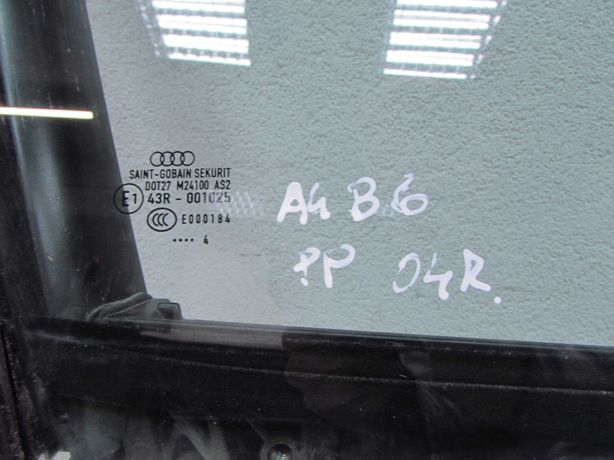 SAINT-GOBAIN SEKURIT
DOT27 M24100 AS2
E1 43R - 001025
CCC E000184
.... 4
A4 B6
PP 04R.